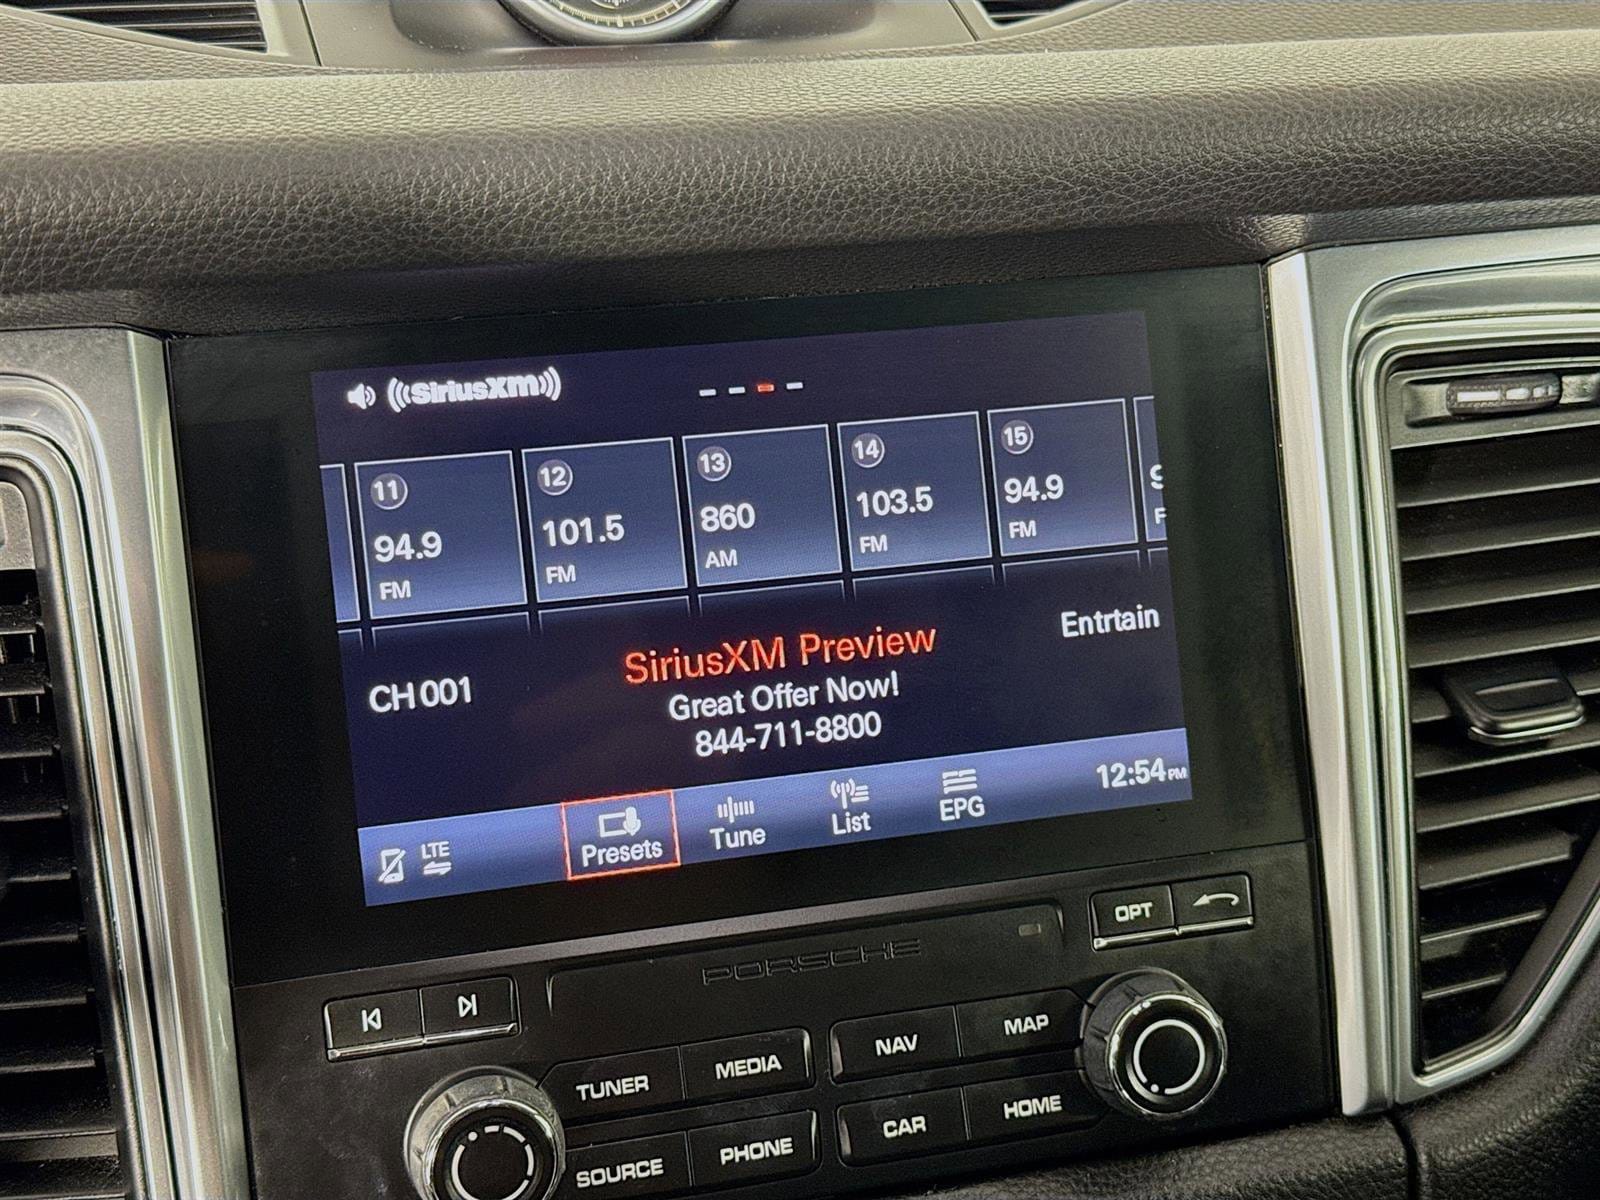 ((SiriusXM))
11
94.9
FM
12
101.5
FM
13
860
AM
14
103.5
FM
15
94.9
FM
CH 001
SiriusXM Preview
Entrtain
Great Offer Now!
844-711-8800
LTE
Presets
Tune
List
EPG
12:54 PM
PORSCHE
OPT
TUNER
MEDIA
NAV
MAP
SOURCE
PHONE
CAR
HOME